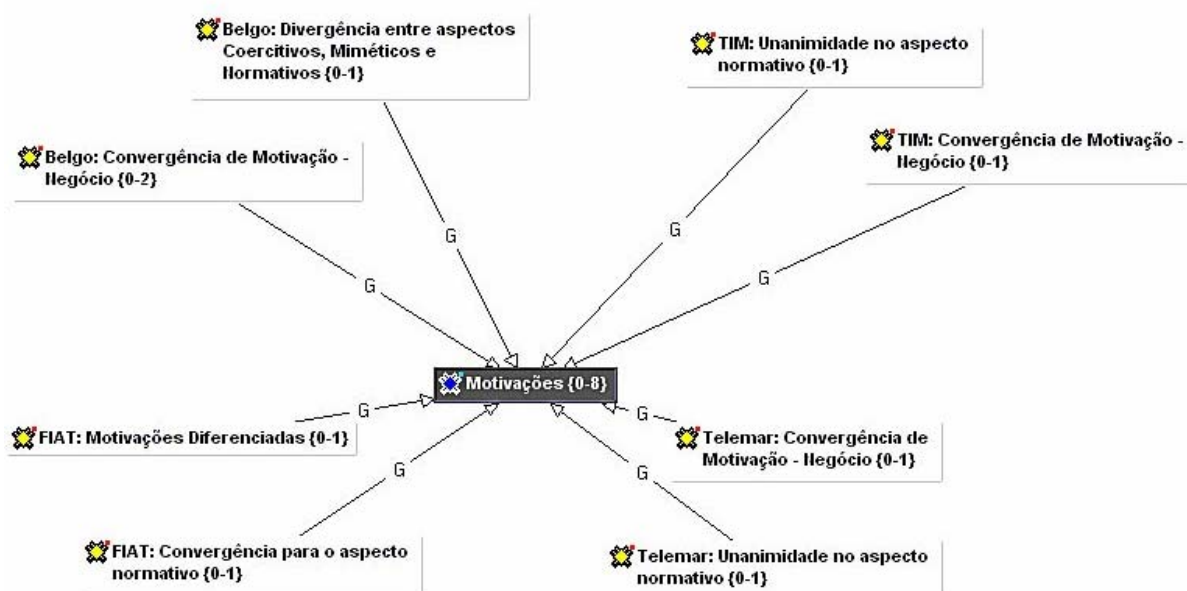 Belgo: Divergência entre aspectos
Coercitivos, Miméticos e
Normativos {0-1}
TIM: Unanimidade no aspecto
normativo {0-1}
Belgo: Convergência de Motivação -
Negócio {0-2}
TIM: Convergência de Motivação -
Negócio {0-1}
G
G
G
G
Motivações {0-8}
FIAT: Motivações Diferenciadas {0-1}
G
G
Telemar: Convergência de
Motivação - Negócio {0-1}
G
G
FIAT: Convergência para o aspecto
normativo {0-1}
Telemar: Unanimidade no aspecto
normativo {0-1}